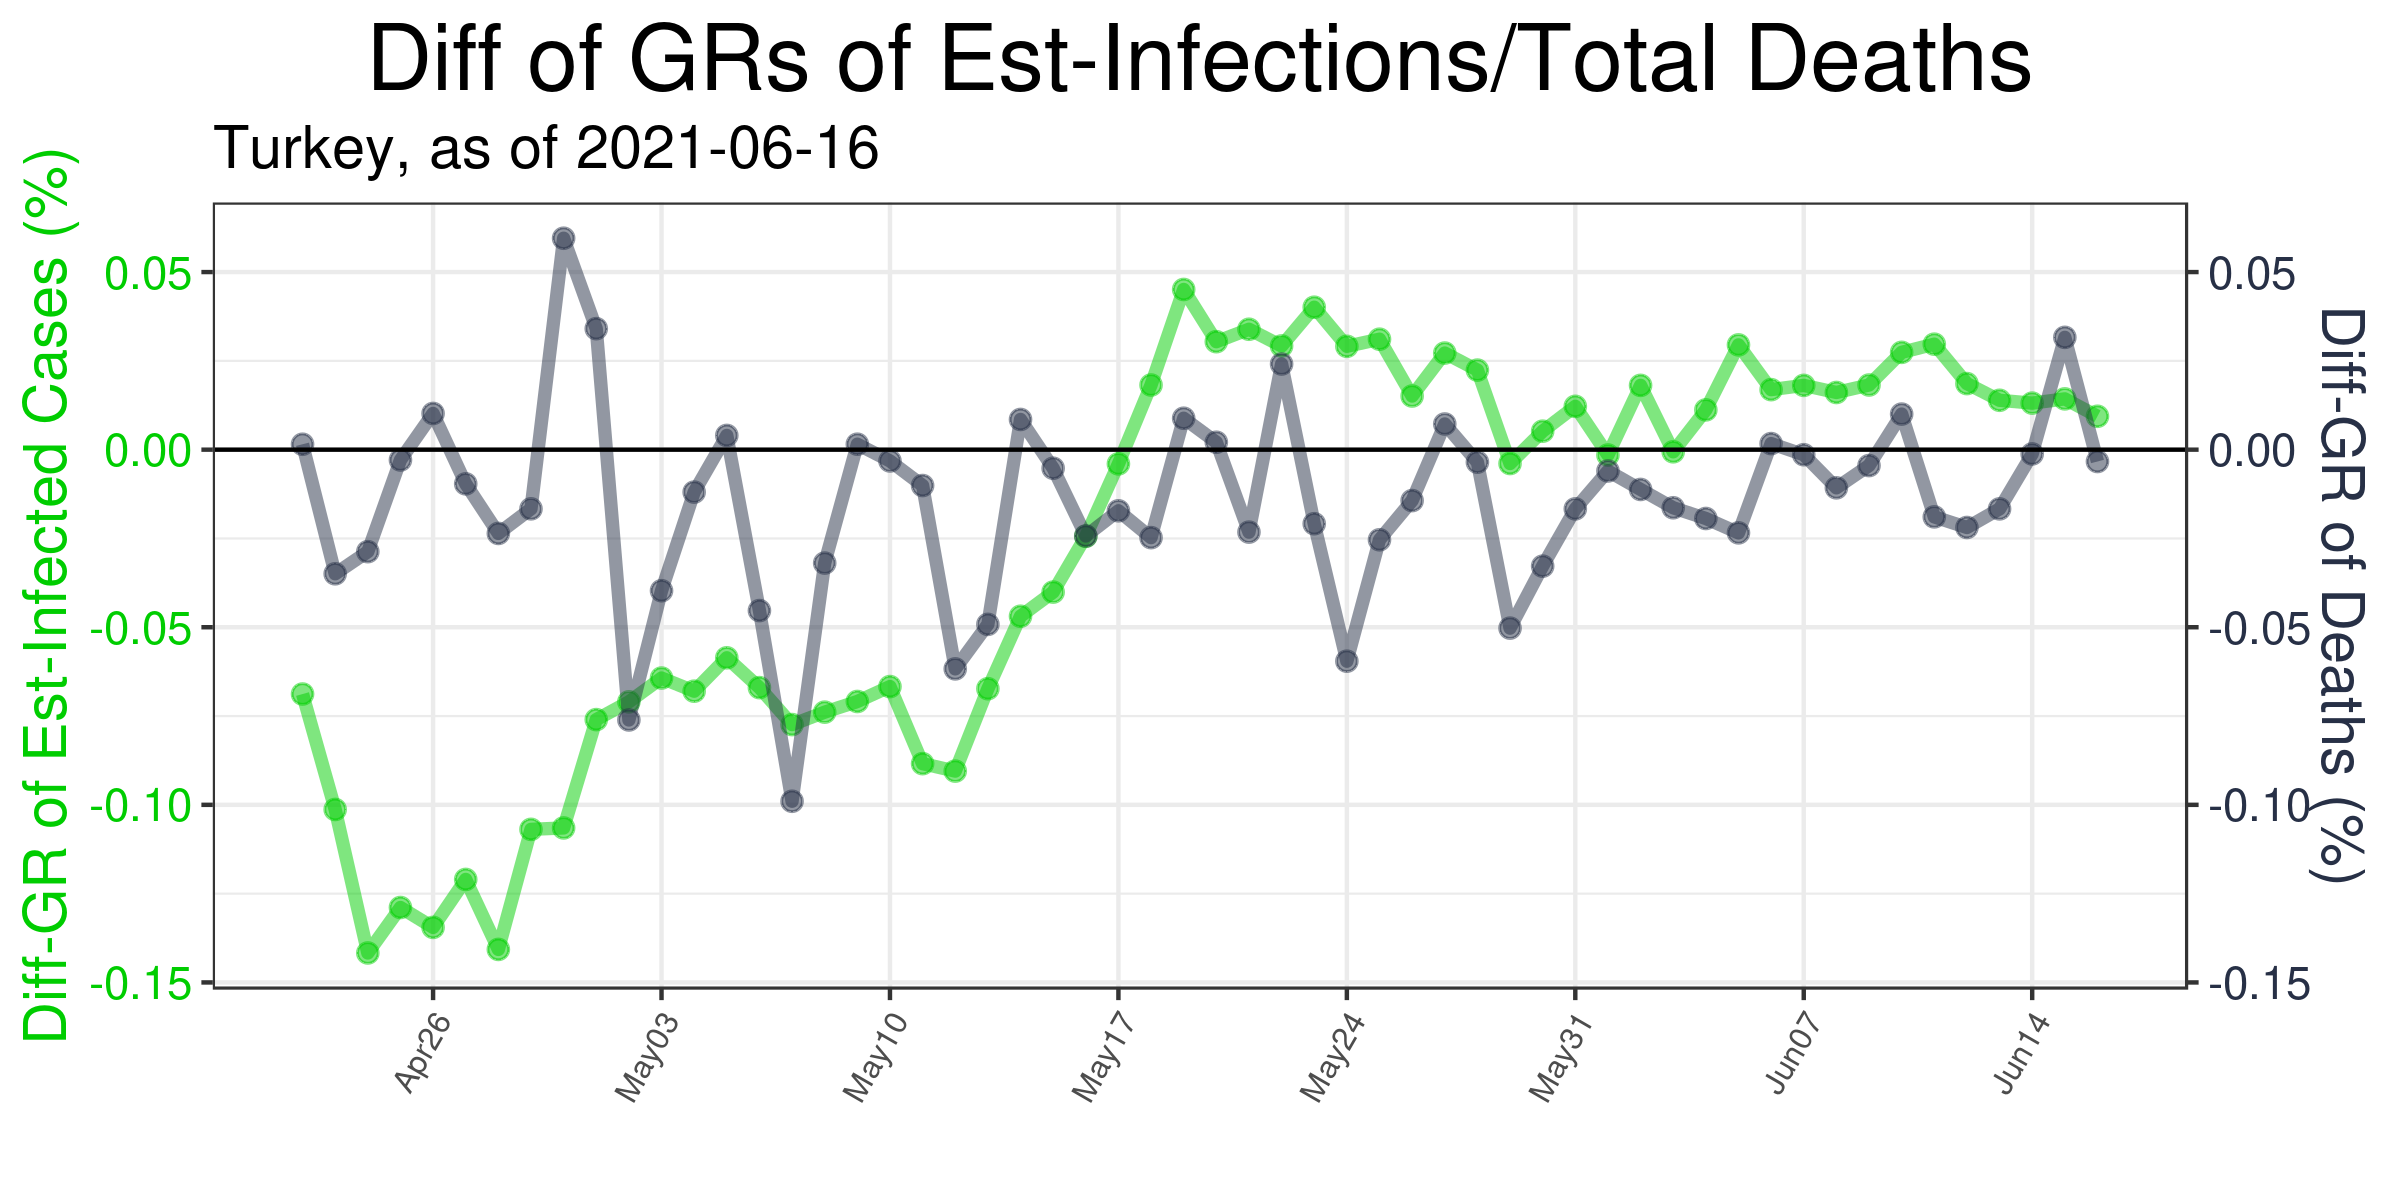 Diff of GRs of Est-Infections/Total Deaths
Turkey, as of 2021-06-16
Diff-GR of Est-Infected Cases (%)
0.05
0.00
-0.05
-0.10
-0.15
0.05
0.00
-0.05
-0.10
-0.15
Diff-GR of Deaths (%)
Apr26
May03
May10
May17
May24
May31
Jun07
Jun14